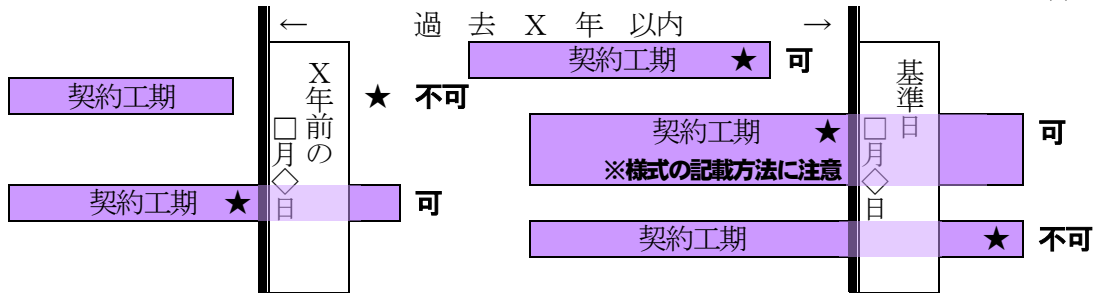 ← 過去X年以内 →
契約工期 ★ 可
契約工期 ★ 不可
契約工期 ★ 可
X年前の
□月◇日
契約工期 ★ 可
※様式の記載方法に注意
契約工期 ★ 不可
基準日
□月◇日